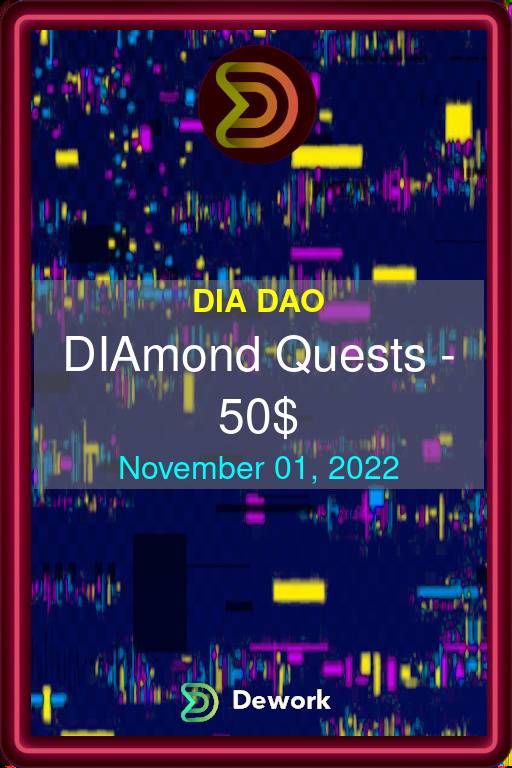 DIA DAO
DIAmond Quests -
50$
November 01, 2022
Dework